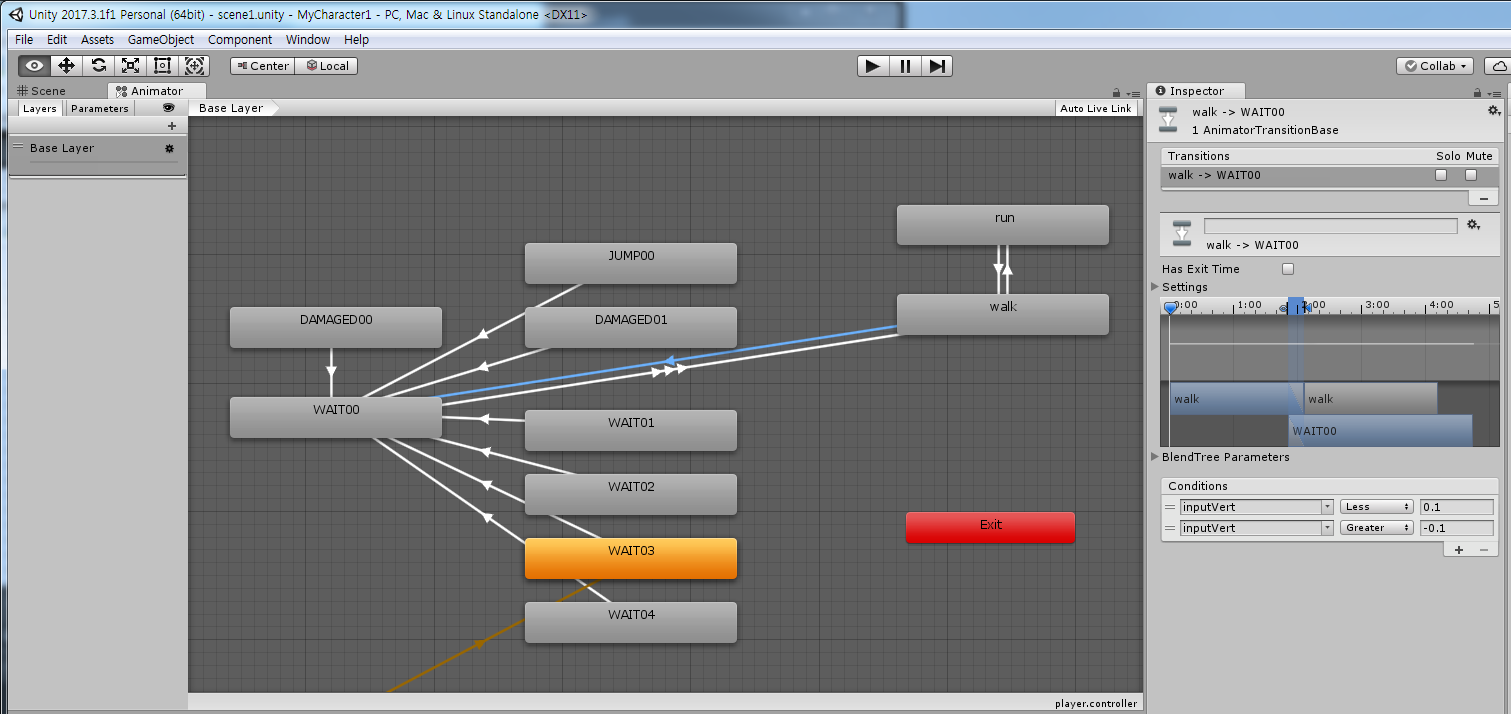 Unity 2017.3.1f1 Personal (64bit) - scene1.unity - MyCharacter1 - PC, Mac & Linux Standalone <DX11>
File Edit Assets GameObject Component Window Help
Center Local Collab
Scene Animator
Layers Parameters
Base Layer
Auto Live Link
Base Layer
run
JUMP00
walk
DAMAGED00
DAMAGED01
WAIT00
WAIT01
WAIT02
WAIT03
WAIT04
Exit
player.controller
Inspector
walk -> WAIT00
1 AnimatorTransitionBase
Transitions Solo Mute
walk -> WAIT00
walk -> WAIT00
Has Exit Time
Settings
0:00 1:00 2:00 3:00 4:00 5
walk walk
WAIT00
BlendTree Parameters
Conditions
inputVert Less 0.1
inputVert Greater -0.1